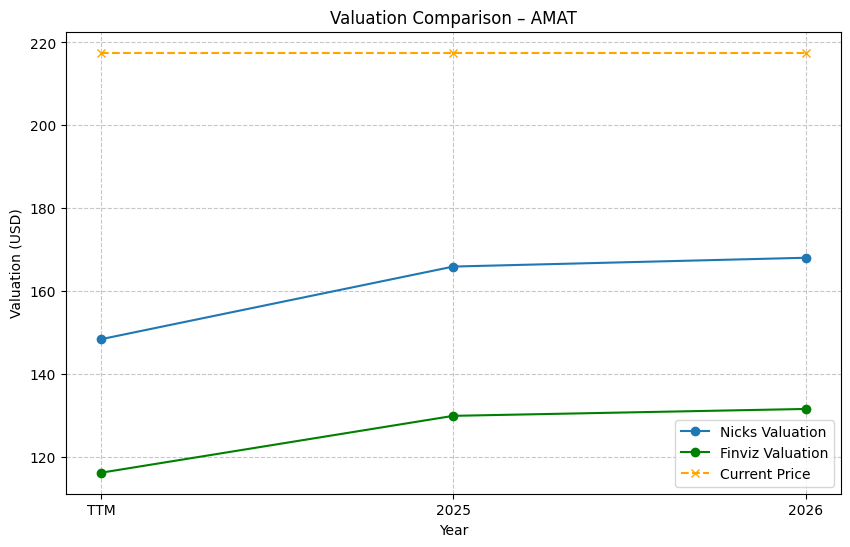 Valuation Comparison – AMAT
Valuation (USD)
220
200
180
160
140
120
TTM
2025
2026
Year
Nicks Valuation
Finviz Valuation
Current Price